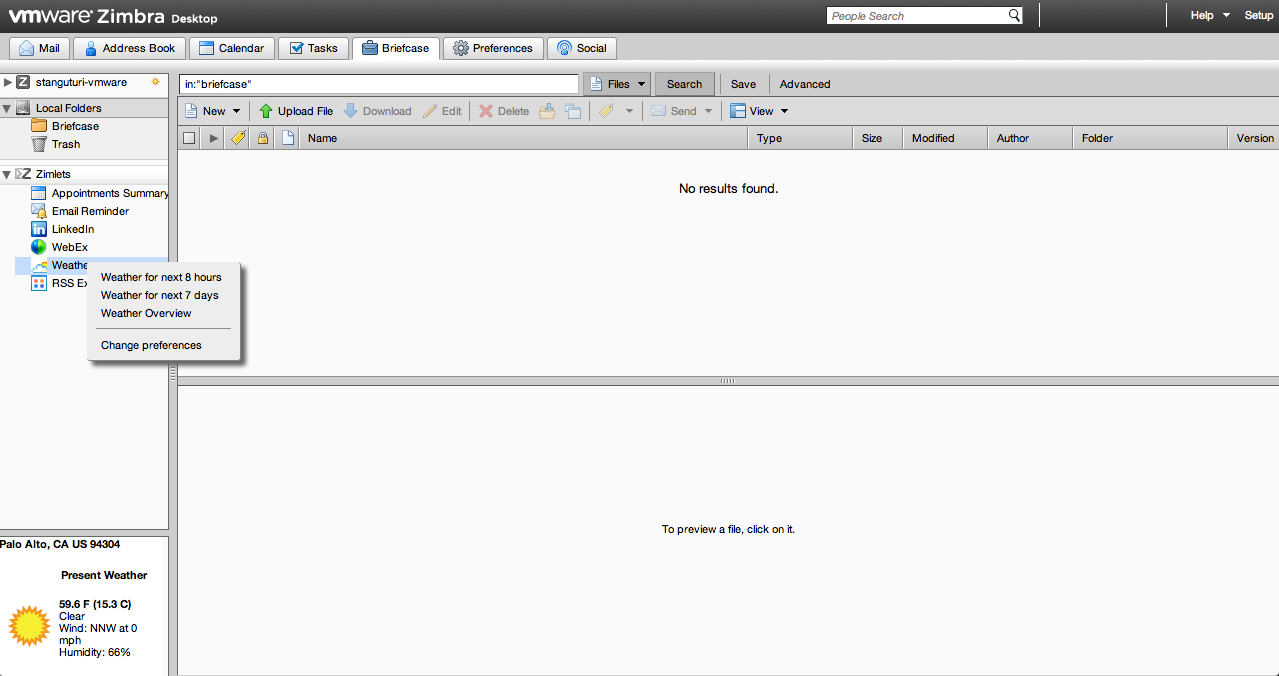 vmware® Zimbra Desktop
People Search
Help
Setup
Mail
Address Book
Calendar
Tasks
Briefcase
Preferences
Social
stanguturi-vmware
Local Folders
Briefcase
Trash
Zimlets
Appointments Summary
Email Reminder
LinkedIn
WebEx
Weathe
RSS Ex
Weather for next 8 hours
Weather for next 7 days
Weather Overview
Change preferences
in:"briefcase"
Files
Search
Save
Advanced
New
Upload File
Download
Edit
Delete
Send
View
Name
Type
Size
Modified
Author
Folder
Version
No results found.
To preview a file, click on it.
Palo Alto, CA US 94304
Present Weather
59.6 F (15.3 C)
Clear
Wind: NNW at 0
mph
Humidity: 66%